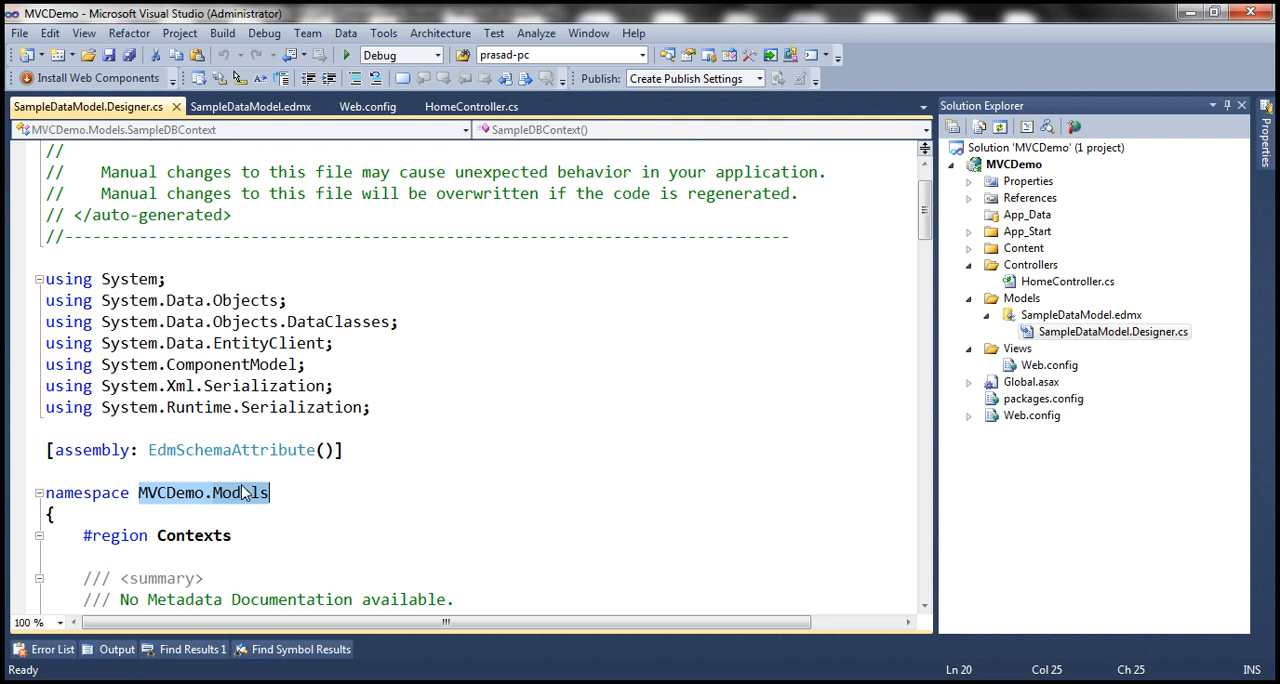 MVCDemo - Microsoft Visual Studio (Administrator)
File Edit View Refactor Project Build Debug Team Data Tools Architecture Test Analyze Window Help
Debug prasad-pc
Install Web Components Publish: Create Publish Settings
SampleDataModel.Designer.cs SampleDataModel.edmx Web.config HomeController.cs
MVCDemo.Models.SampleDBContext SampleDBContext()
//
// Manual changes to this file may cause unexpected behavior in your application.
// Manual changes to this file will be overwritten if the code is regenerated.
// </auto-generated>
//------------------------------------------------------------------------------
using System;
using System.Data.Objects;
using System.Data.Objects.DataClasses;
using System.Data.EntityClient;
using System.ComponentModel;
using System.Xml.Serialization;
using System.Runtime.Serialization;
[assembly: EdmSchemaAttribute()]
namespace MVCDemo.Models
{
#region Contexts
/// <summary>
/// No Metadata Documentation available.
100 %
Solution Explorer
Solution 'MVCDemo' (1 project)
MVCDemo
Properties
References
App_Data
App_Start
Content
Controllers
HomeController.cs
Models
SampleDataModel.edmx
SampleDataModel.Designer.cs
Views
Web.config
Global.asax
packages.config
Web.config
Properties
Error List Output Find Results 1 Find Symbol Results
Ready Ln 20 Col 25 Ch 25 INS